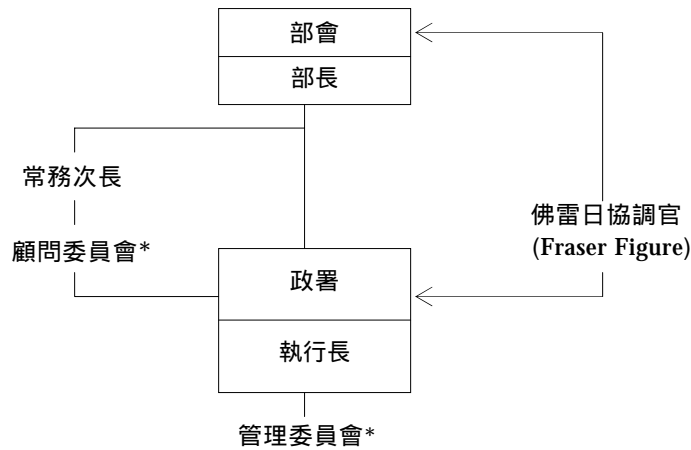 部會
部長
常務次長
顧問委員會*
佛雷日協調官
(Fraser Figure)
政署
執行長
管理委員會*